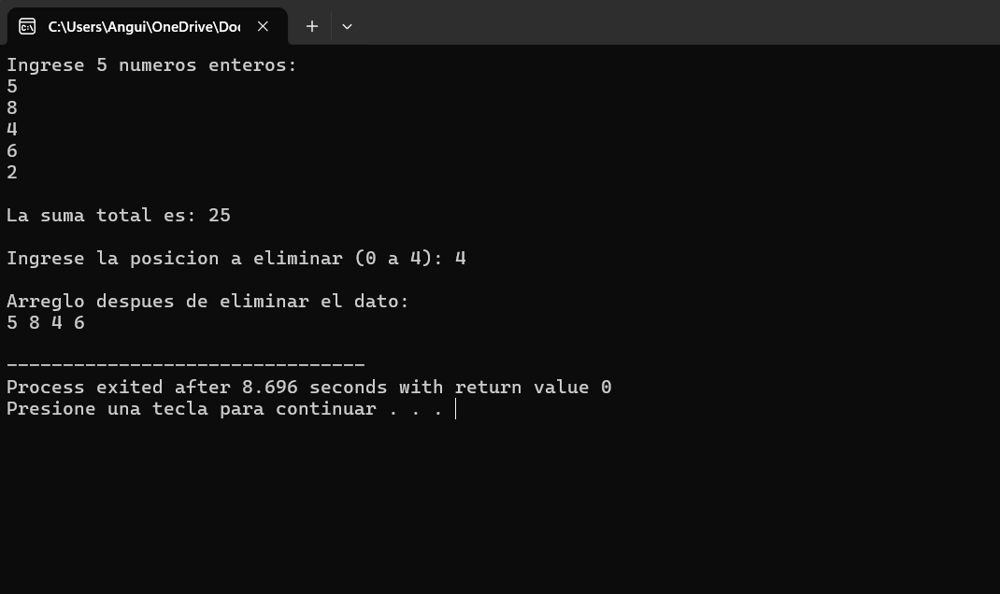 C:\Users\Angui\OneDrive\Doc
Ingrese 5 numeros enteros:
5
8
4
6
2
La suma total es: 25
Ingrese la posicion a eliminar (0 a 4): 4
Arreglo despues de eliminar el dato:
5 8 4 6
--------------------------------
Process exited after 8.696 seconds with return value 0
Presione una tecla para continuar . . .